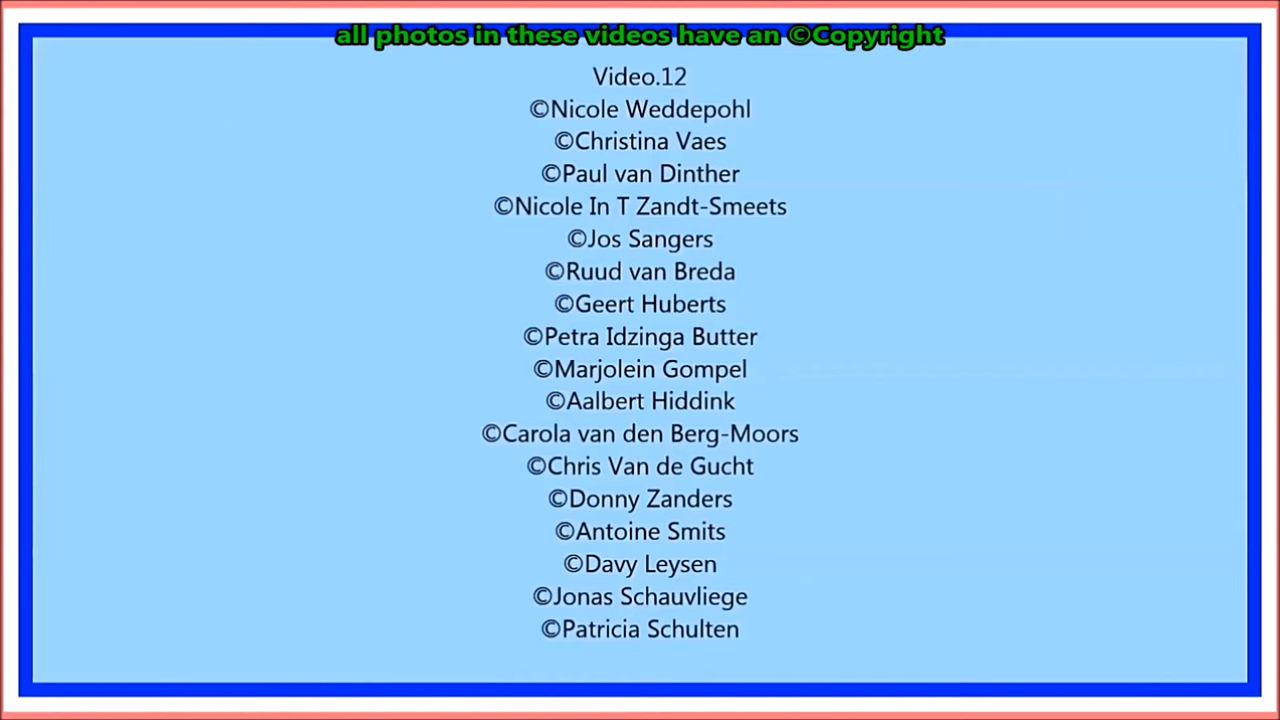 all photos in these videos have an ©Copyright
Video.12
©Nicole Weddepohl
©Christina Vaes
©Paul van Dinther
©Nicole In T Zandt-Smeets
©Jos Sangers
©Ruud van Breda
©Geert Huberts
©Petra Idzinga Butter
©Marjolein Gompel
©Aalbert Hiddink
©Carola van den Berg-Moors
©Chris Van de Gucht
©Donny Zanders
©Antoine Smits
©Davy Leysen
©Jonas Schauvliege
©Patricia Schulten